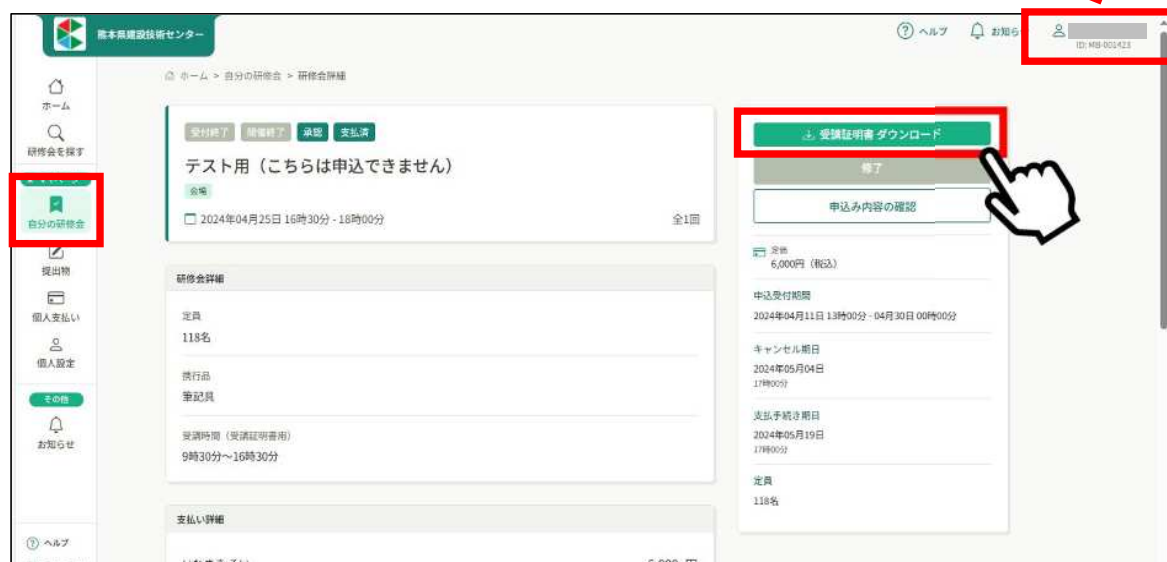 熊本県建設技術センター
ヘルプ
お知ら
ID: MB-001423
ホーム > 自分の研修会 > 研修会詳細
ホーム
研修会を探す
自分の研修会
提出物
個人支払い
個人設定
その他
お知らせ
ヘルプ
受付終了 開催終了 承認 支払済
テスト用（こちらは申込できません）
会場
2024年04月25日 16時30分 - 18時00分
全1回
研修会詳細
定員
118名
携行品
筆記具
受講時間（受講証明書用）
9時30分～16時30分
支払い詳細
受講証明書 ダウンロード
修了
申込み内容の確認
定価
6,000円（税込）
申込受付期間
2024年04月11日 13時00分 - 04月30日 00時00分
キャンセル期日
2024年05月04日
17時00分
支払手続き期日
2024年05月19日
17時00分
定員
118名